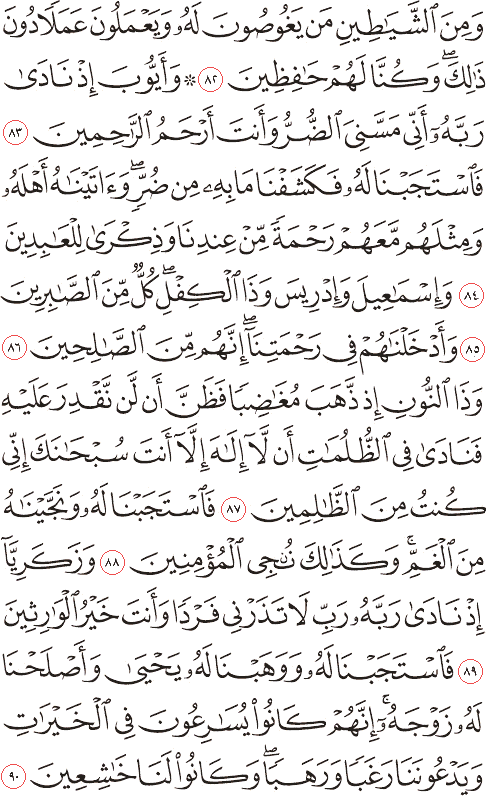 وَمِنَ ٱلشَّيَـٰطِينِ مَن يَغُوصُونَ لَهُۥ وَيَعْمَلُونَ عَمَلًا دُونَ
ذَٰلِكَ ۖ وَكُنَّا لَهُمْ حَـٰفِظِينَ ٨٢ ۞ وَأَيُّوبَ إِذْ نَادَىٰ
رَبَّهُۥٓ أَنِّى مَسَّنِىَ ٱلضُّرُّ وَأَنتَ أَرْحَمُ ٱلرَّٰحِمِينَ ٨٣
فَٱسْتَجَبْنَا لَهُۥ فَكَشَفْنَا مَا بِهِۦ مِن ضُرٍّ ۖ وَءَاتَيْنَـٰهُ أَهْلَهُۥ
وَمِثْلَهُم مَّعَهُمْ رَحْمَةً مِّنْ عِندِنَا وَذِكْرَىٰ لِلْعَـٰبِدِينَ
٨٤ وَإِسْمَـٰعِيلَ وَإِدْرِيسَ وَذَا ٱلْكِفْلِ ۖ كُلٌّ مِّنَ ٱلصَّـٰبِرِينَ
٨٥ وَأَدْخَلْنَـٰهُمْ فِى رَحْمَتِنَآ ۖ إِنَّهُم مِّنَ ٱلصَّـٰلِحِينَ ٨٦
وَذَا ٱلنُّونِ إِذ ذَّهَبَ مُغَـٰضِبًا فَظَنَّ أَن لَّن نَّقْدِرَ عَلَيْهِ
فَنَادَىٰ فِى ٱلظُّلُمَـٰتِ أَن لَّآ إِلَـٰهَ إِلَّآ أَنتَ سُبْحَـٰنَكَ إِنِّى
كُنتُ مِنَ ٱلظَّـٰلِمِينَ ٨٧ فَٱسْتَجَبْنَا لَهُۥ وَنَجَّيْنَـٰهُ
مِنَ ٱلْغَمِّ ۚ وَكَذَٰلِكَ نُـۨجِى ٱلْمُؤْمِنِينَ ٨٨ وَزَكَرِيَّآ
إِذْ نَادَىٰ رَبَّهُۥ رَبِّ لَا تَذَرْنِى فَرْدًا وَأَنتَ خَيْرُ ٱلْوَٰرِثِينَ
٨٩ فَٱسْتَجَبْنَا لَهُۥ وَوَهَبْنَا لَهُۥ يَحْيَىٰ وَأَصْلَحْنَا
لَهُۥ زَوْجَهُۥٓ ۚ إِنَّهُمْ كَانُوا۟ يُسَـٰرِعُونَ فِى ٱلْخَيْرَٰتِ
وَيَدْعُونَنَا رَغَبًا وَرَهَبًا ۖ وَكَانُوا۟ لَنَا خَـٰشِعِينَ ٩٠